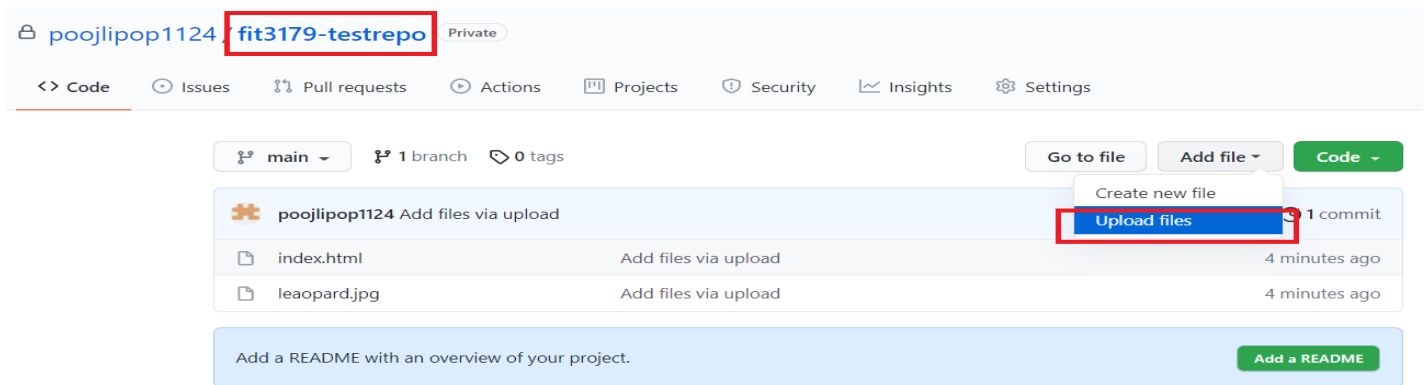 poojlipop1124 / fit3179-testrepo Private
<> Code Issues Pull requests Actions Projects Security Insights Settings
main 1 branch 0 tags Go to file Add file Code
Create new file
poojlipop1124 Add files via upload Upload files 1 commit
index.html Add files via upload 4 minutes ago
leaopard.jpg Add files via upload 4 minutes ago
Add a README with an overview of your project. Add a README